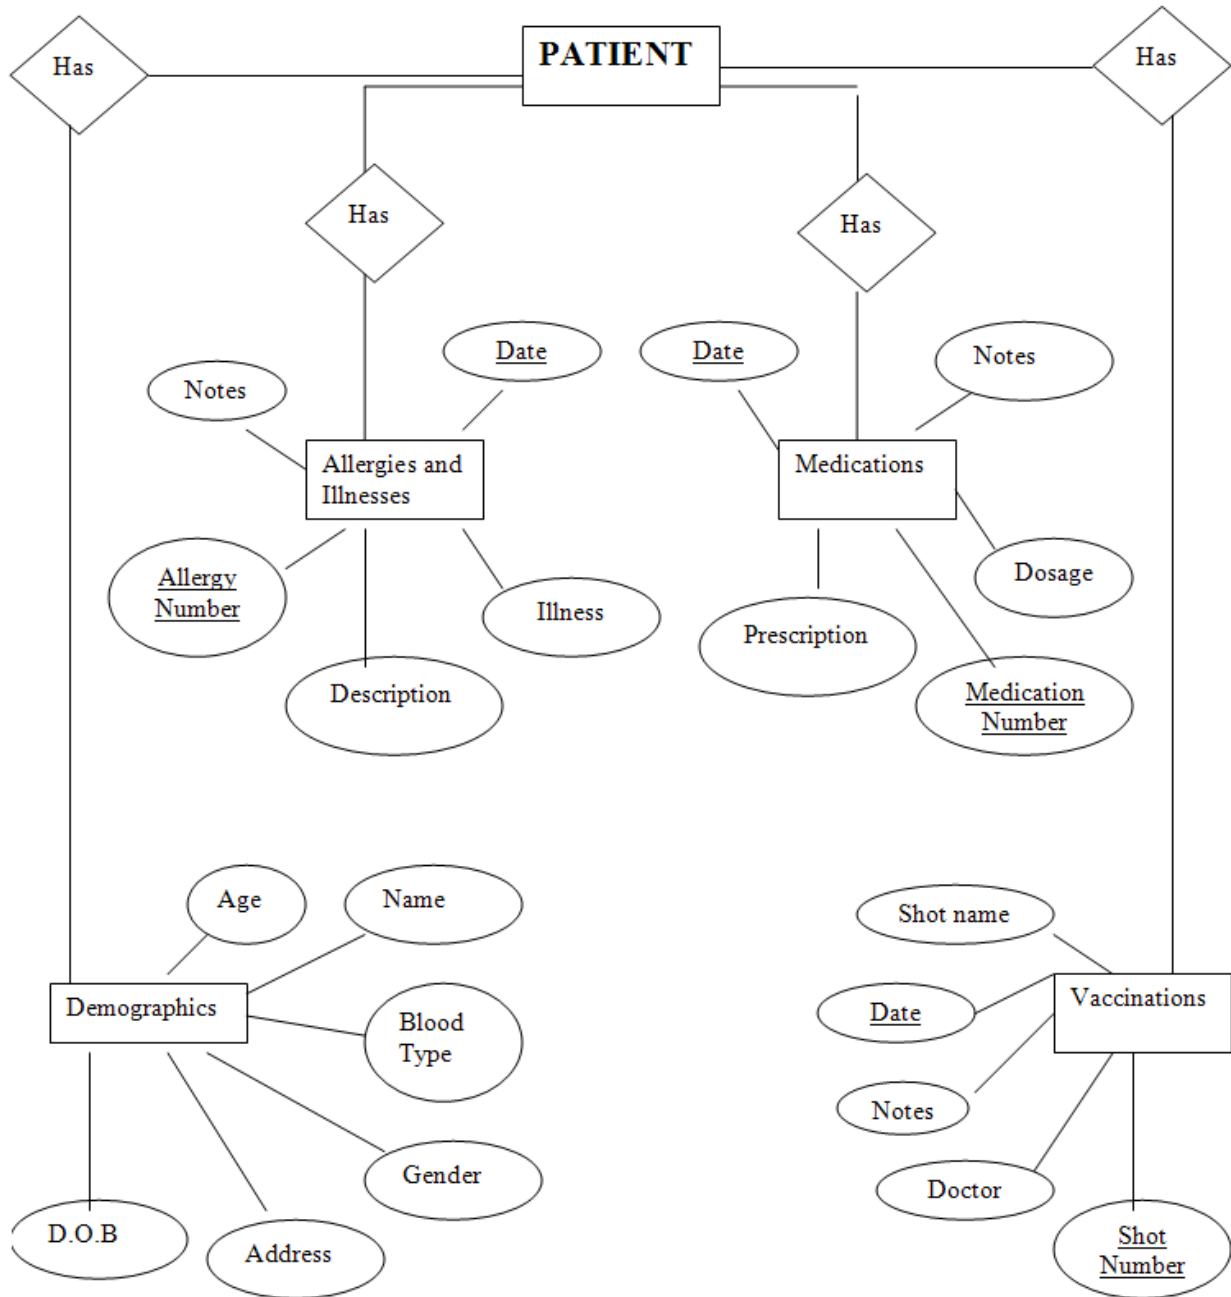 Has
PATIENT
Has
Has
Has
Date
Date
Notes
Notes
Allergies and
Illnesses
Medications
Allergy
Number
Illness
Dosage
Description
Prescription
Medication
Number
Age
Name
Shot name
Demographics
Blood
Type
Date
Vaccinations
Notes
Gender
Doctor
D.O.B
Address
Shot
Number